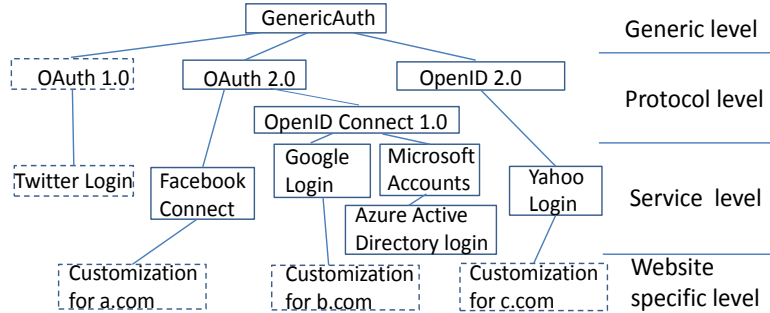 GenericAuth
Generic level
OAuth 1.0
OAuth 2.0
OpenID 2.0
Protocol level
OpenID Connect 1.0
Twitter Login
Facebook
Connect
Google
Login
Microsoft
Accounts
Azure Active
Directory login
Yahoo
Login
Service level
Customization
for a.com
Customization
for b.com
Customization
for c.com
Website
specific level